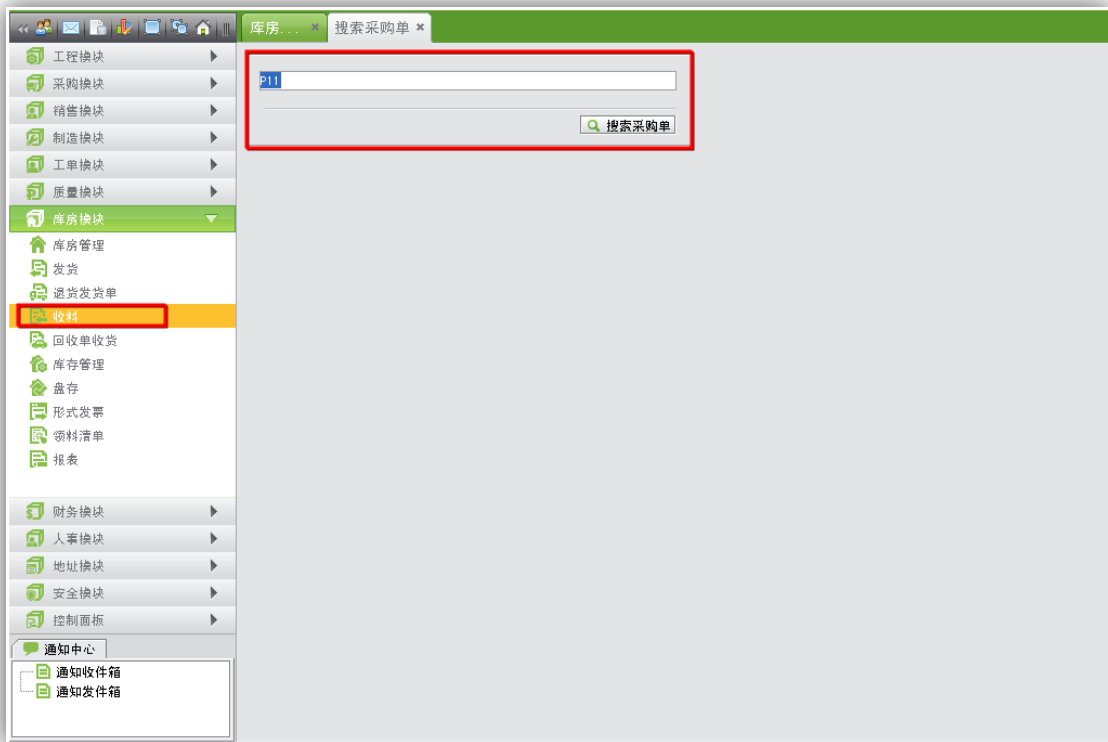 库房... 搜索采购单
工程模块
采购模块
销售模块
制造模块
工单模块
质量模块
库房模块
库房管理
发货
退货发货单
收料
回收单收货
库存管理
盘存
形式发票
领料清单
报表
财务模块
人事模块
地址模块
安全模块
控制面板
通知中心
通知收件箱
通知发件箱
P11
搜索采购单